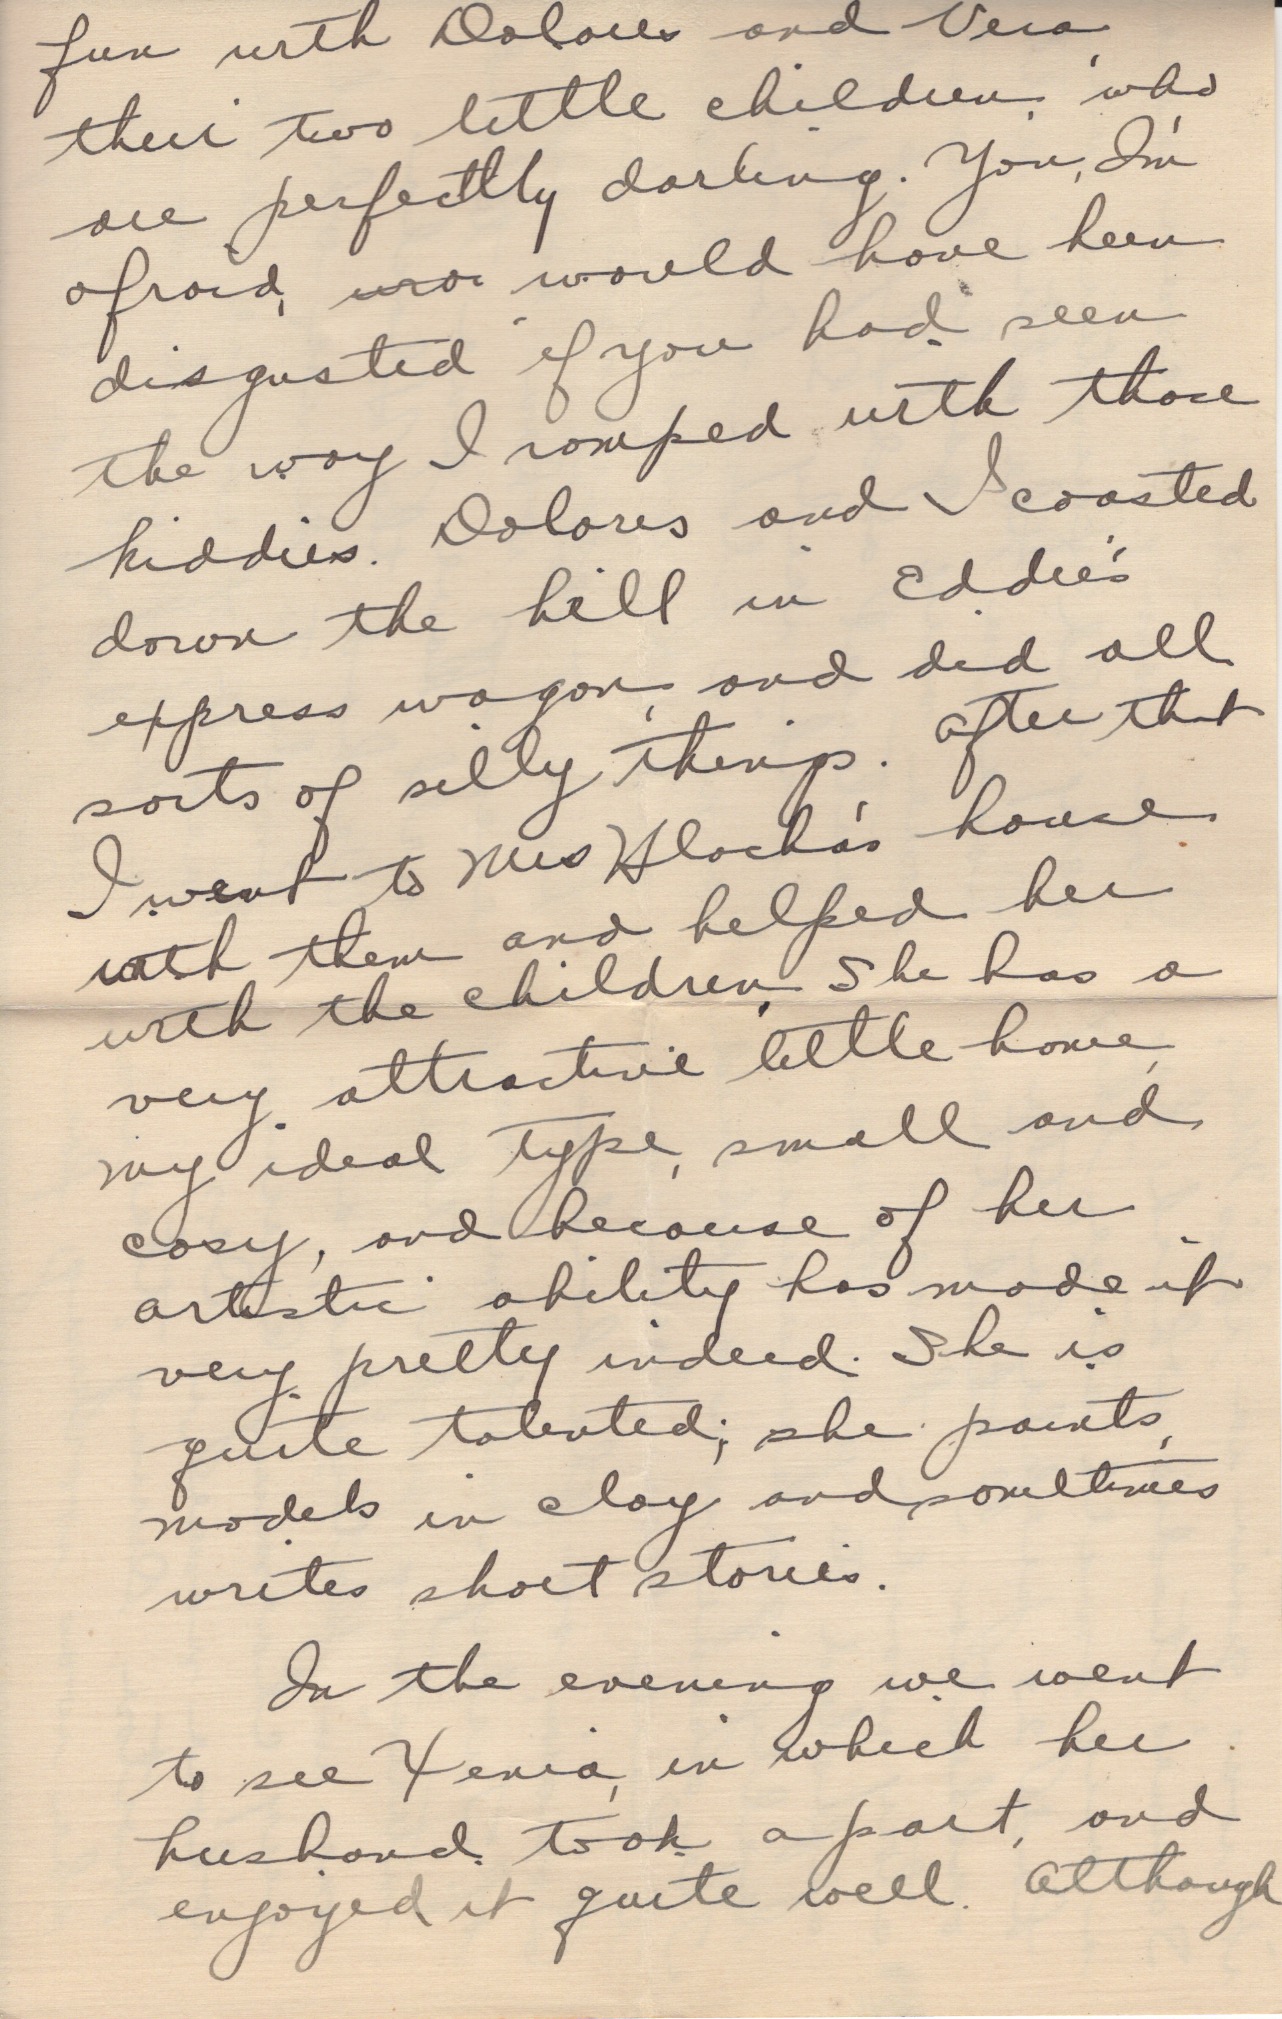 fun with Dolores and Vera
their two little children, who
are perfectly darling. You, I'm
afraid, would have been
disgusted if you had seen
the way I romped with those
kiddies. Dolores and I coasted
down the hill in Eddie's
express wagon, and did all
sorts of silly things. After that
I went to Mrs Hlocha's house
with them and helped her
with the children. She has a
very attractive little home,
my ideal type, small and
cosy, and because of her
artistic ability has made it
very pretty indeed. She is
quite talented; she paints,
models in clay and sometimes
writes short stories.
In the evening we went
to see Xenia, in which her
husband took a part, and
enjoyed it quite well. Although